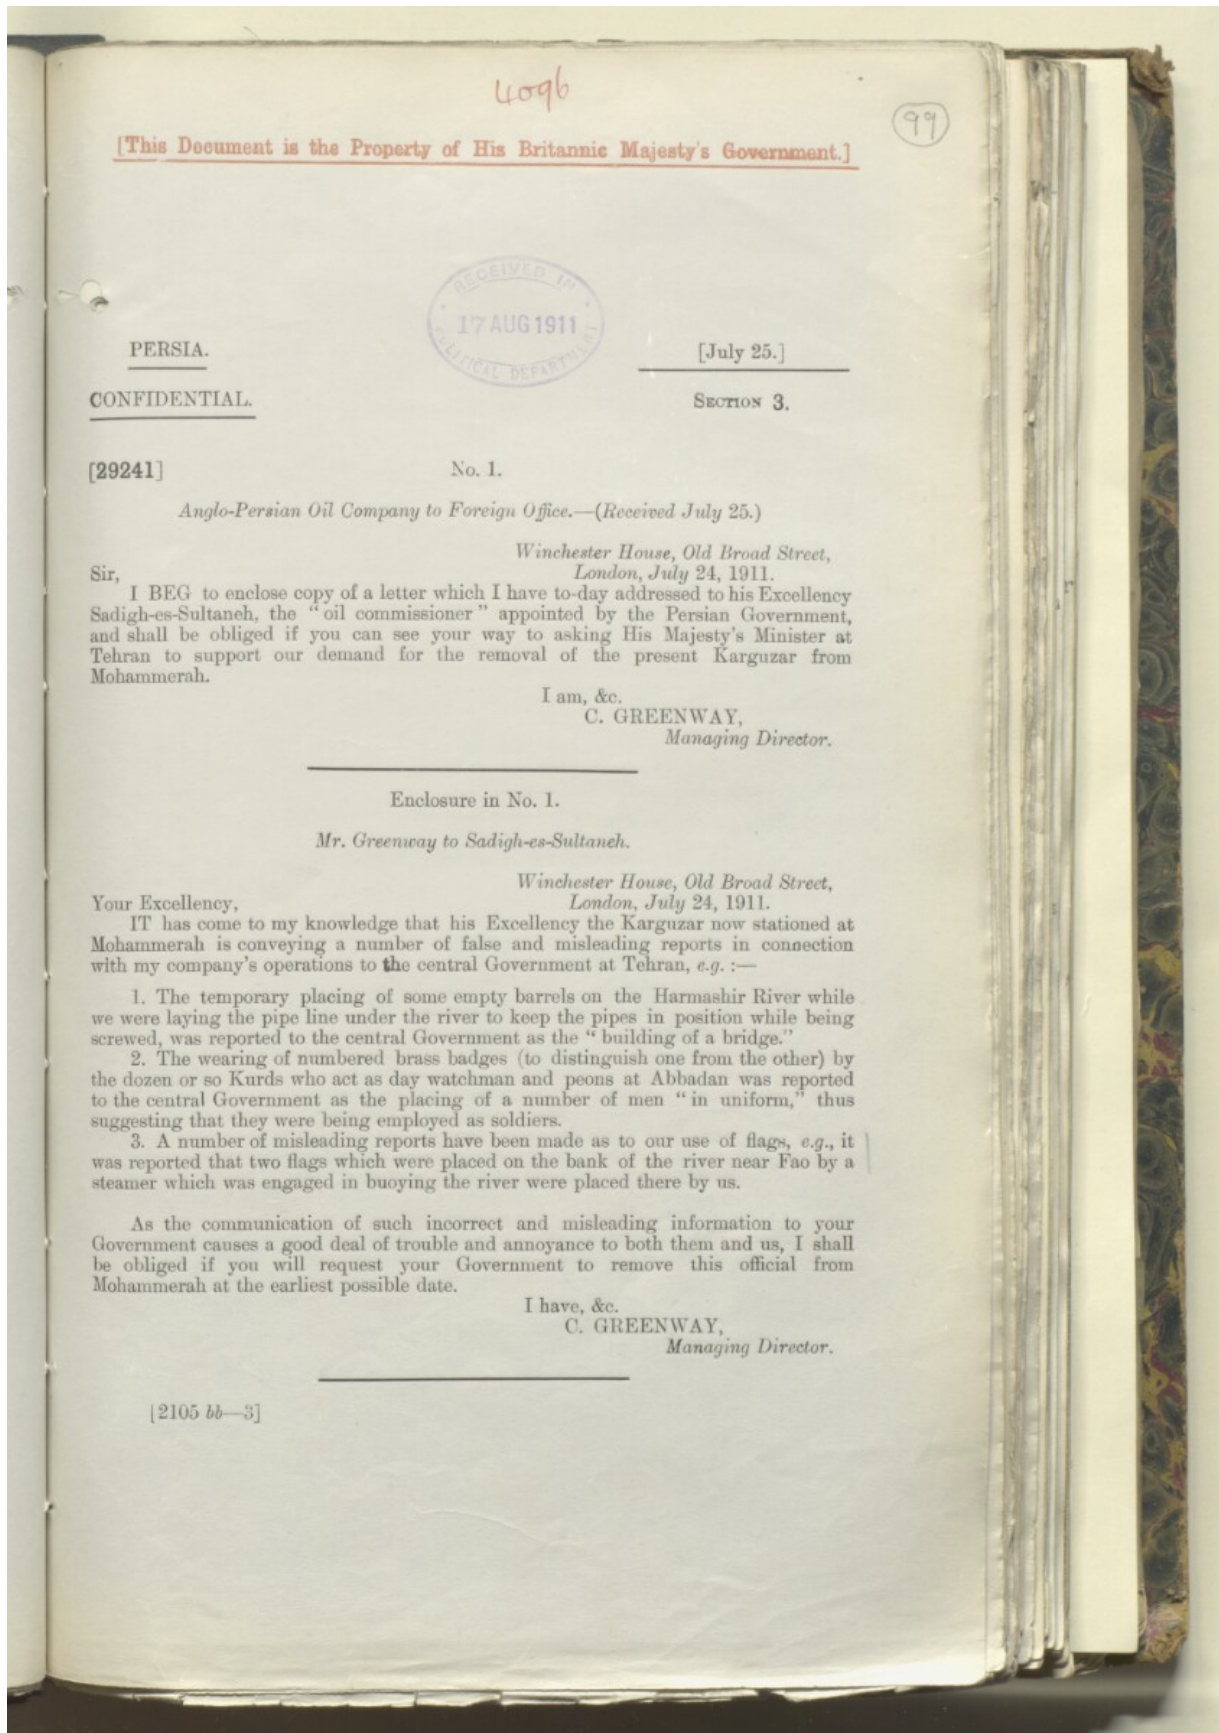 4096
99
[This Document is the Property of His Britannic Majesty's Government.]
RECEIVED IN
17 AUG 1911
POLITICAL DEPARTMENT
PERSIA.
[July 25.]
CONFIDENTIAL.
SECTION 3.
[29241]
No. 1.
Anglo-Persian Oil Company to Foreign Office.—(Received July 25.)
Winchester House, Old Broad Street,
Sir, London, July 24, 1911.
I BEG to enclose copy of a letter which I have to-day addressed to his Excellency
Sadigh-es-Sultaneh, the "oil commissioner" appointed by the Persian Government,
and shall be obliged if you can see your way to asking His Majesty's Minister at
Tehran to support our demand for the removal of the present Karguzar from
Mohammerah.
I am, &c.
C. GREENWAY,
Managing Director.
Enclosure in No. 1.
Mr. Greenway to Sadigh-es-Sultaneh.
Winchester House, Old Broad Street,
Your Excellency, London, July 24, 1911.
IT has come to my knowledge that his Excellency the Karguzar now stationed at
Mohammerah is conveying a number of false and misleading reports in connection
with my company's operations to the central Government at Tehran, e.g. :—
1. The temporary placing of some empty barrels on the Harmashir River while
we were laying the pipe line under the river to keep the pipes in position while being
screwed, was reported to the central Government as the "building of a bridge."
2. The wearing of numbered brass badges (to distinguish one from the other) by
the dozen or so Kurds who act as day watchman and peons at Abbadan was reported
to the central Government as the placing of a number of men "in uniform," thus
suggesting that they were being employed as soldiers.
3. A number of misleading reports have been made as to our use of flags, e.g., it
was reported that two flags which were placed on the bank of the river near Fao by a
steamer which was engaged in buoying the river were placed there by us.
As the communication of such incorrect and misleading information to your
Government causes a good deal of trouble and annoyance to both them and us, I shall
be obliged if you will request your Government to remove this official from
Mohammerah at the earliest possible date.
I have, &c.
C. GREENWAY,
Managing Director.
[2105 bb—3]